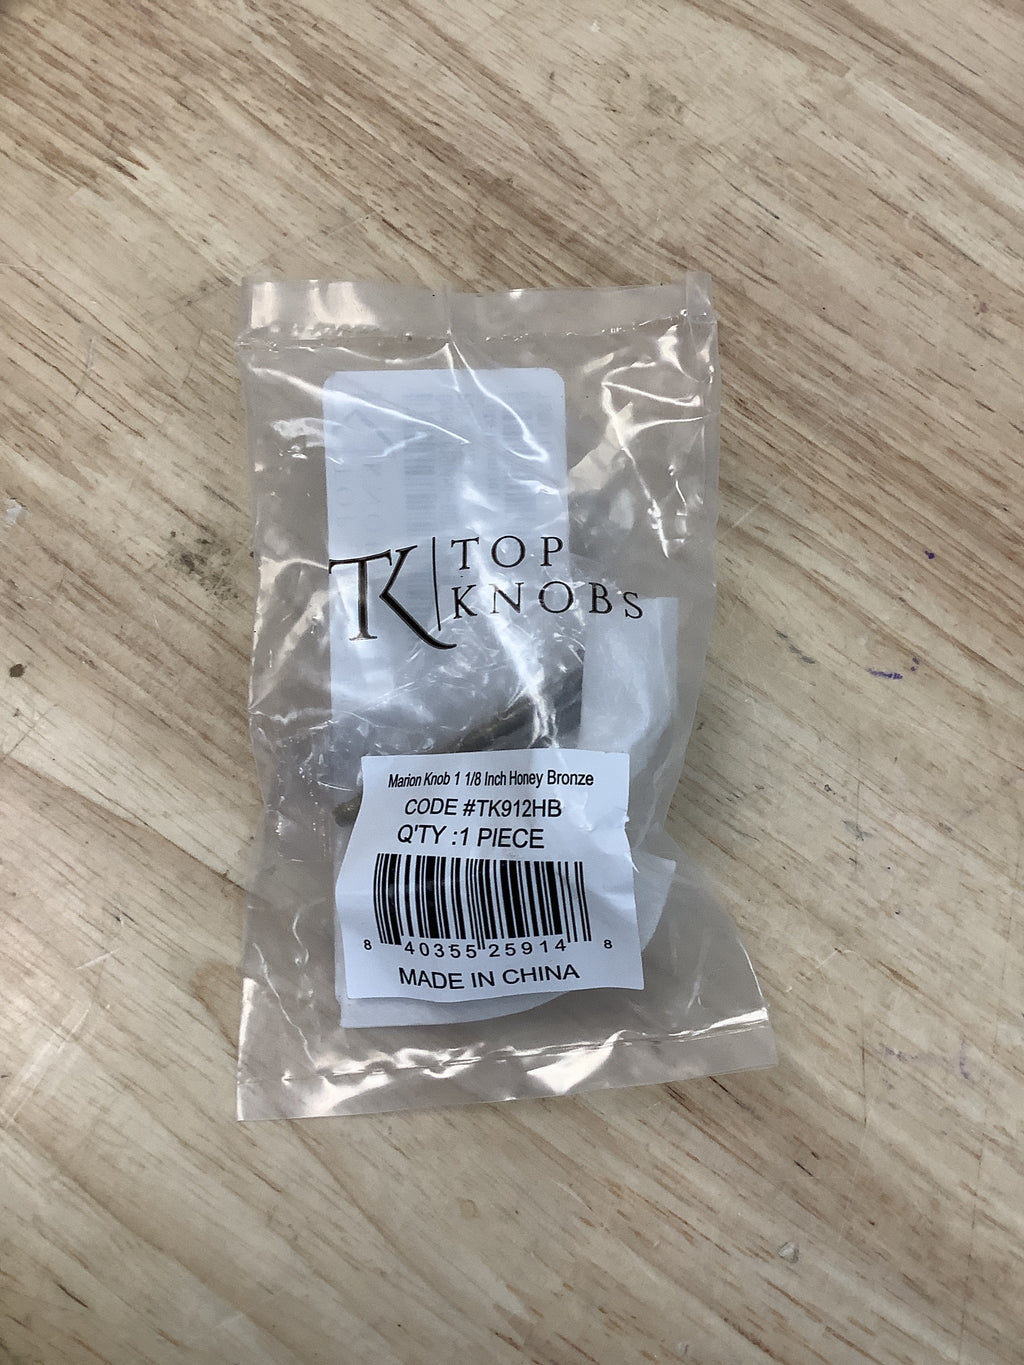 TK TOP
KNOBS
Marion Knob 1 1/8 Inch Honey Bronze
CODE #TK912HB
Q'TY :1 PIECE
8 40355 25914 8
MADE IN CHINA